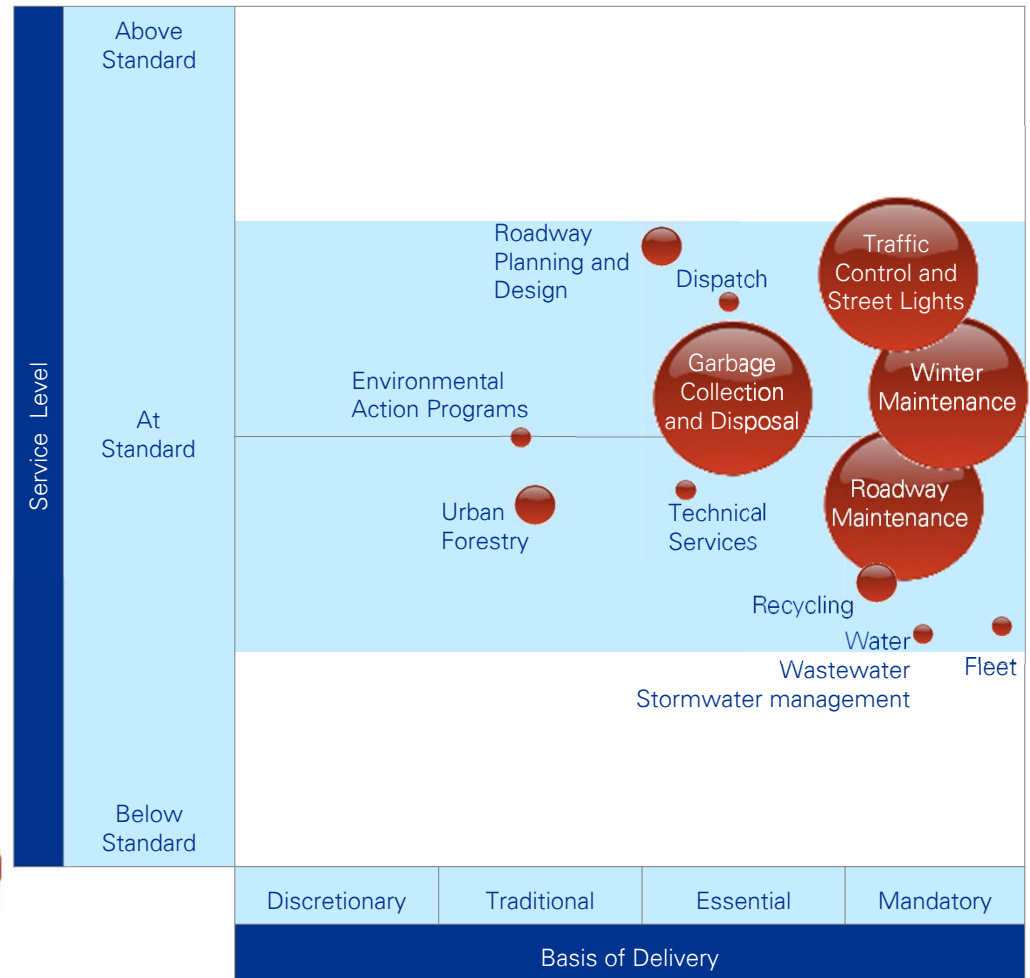 Above
Standard
Roadway
Planning and
Design
Dispatch
Traffic
Control and
Street Lights
Garbage
Collection
and Disposal
Winter
Maintenance
Environmental
Action Programs
Service Level
At
Standard
Urban
Forestry
Technical
Services
Roadway
Maintenance
Recycling
Water
Wastewater
Stormwater management
Fleet
Below
Standard
Discretionary
Traditional
Essential
Mandatory
Basis of Delivery